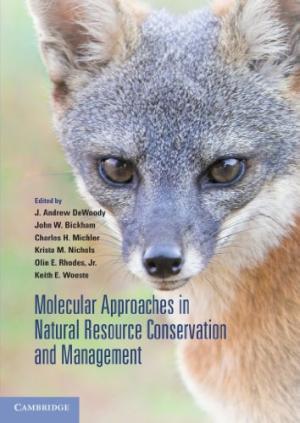 Edited by
J. Andrew DeWoody
John W. Bickham
Charles H. Michler
Krista M. Nichols
Olin E. Rhodes, Jr.
Keith E. Woeste
Molecular Approaches in
Natural Resource Conservation
and Management
CAMBRIDGE